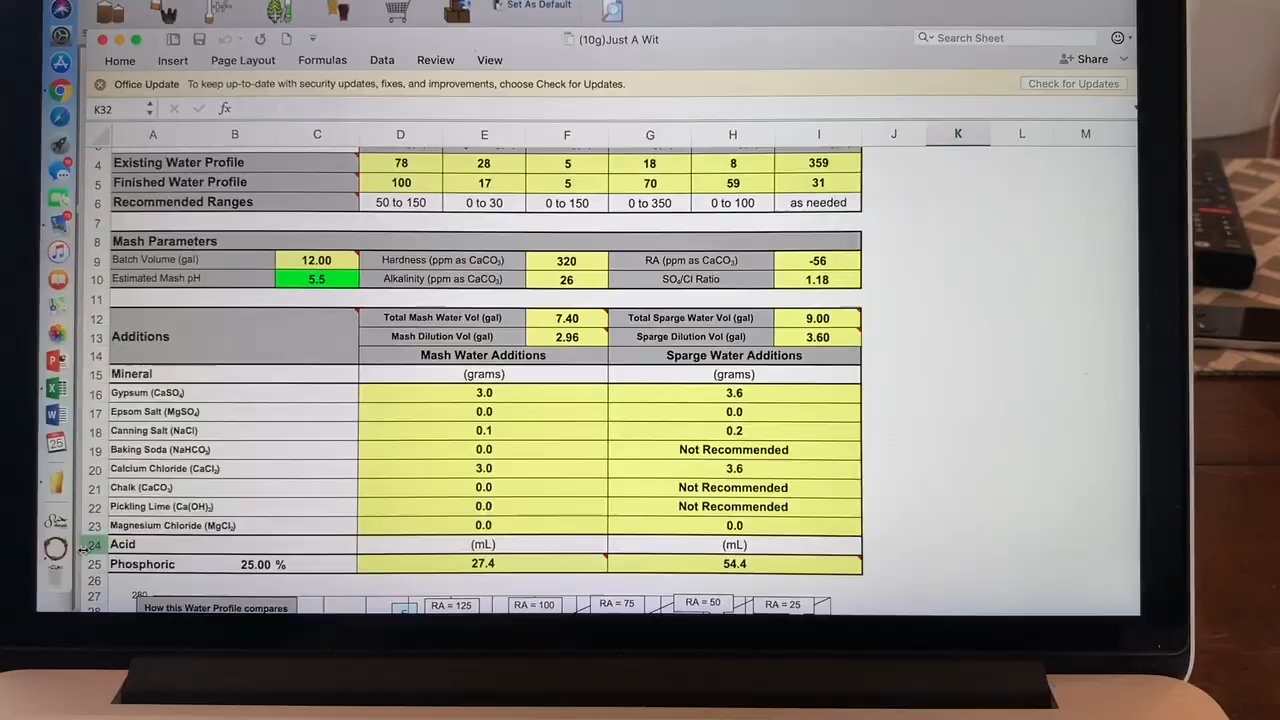 Set As Default
(10g)Just A Wit
Search Sheet
Home Insert Page Layout Formulas Data Review View
Share
Office Update To keep up-to-date with security updates, fixes, and improvements, choose Check for Updates.
Check for Updates
K32 fx
A B C D E F G H I J K L M
4 Existing Water Profile 78 28 5 18 8 359
5 Finished Water Profile 100 17 5 70 59 31
6 Recommended Ranges 50 to 150 0 to 30 0 to 150 0 to 350 0 to 100 as needed
7
8 Mash Parameters
9 Batch Volume (gal) 12.00 Hardness (ppm as CaCO₃) 320 RA (ppm as CaCO₃) -56
10 Estimated Mash pH 5.5 Alkalinity (ppm as CaCO₃) 26 SO₄/Cl Ratio 1.18
11
12 Total Mash Water Vol (gal) 7.40 Total Sparge Water Vol (gal) 9.00
13 Additions Mash Dilution Vol (gal) 2.96 Sparge Dilution Vol (gal) 3.60
14 Mash Water Additions Sparge Water Additions
15 Mineral (grams) (grams)
16 Gypsum (CaSO₄) 3.0 3.6
17 Epsom Salt (MgSO₄) 0.0 0.0
18 Canning Salt (NaCl) 0.1 0.2
19 Baking Soda (NaHCO₃) 0.0 Not Recommended
20 Calcium Chloride (CaCl₂) 3.0 3.6
21 Chalk (CaCO₃) 0.0 Not Recommended
22 Pickling Lime (Ca(OH)₂) 0.0 Not Recommended
23 Magnesium Chloride (MgCl₂) 0.0 0.0
24 Acid (mL) (mL)
25 Phosphoric 25.00 % 27.4 54.4
26
27 280
28 How this Water Profile compares RA = 125 RA = 100 RA = 75 RA = 50 RA = 25